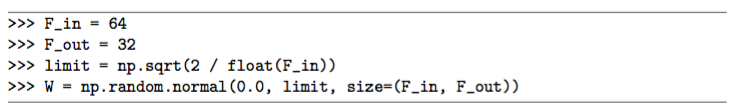 >>> F_in = 64
>>> F_out = 32
>>> limit = np.sqrt(2 / float(F_in))
>>> W = np.random.normal(0.0, limit, size=(F_in, F_out))